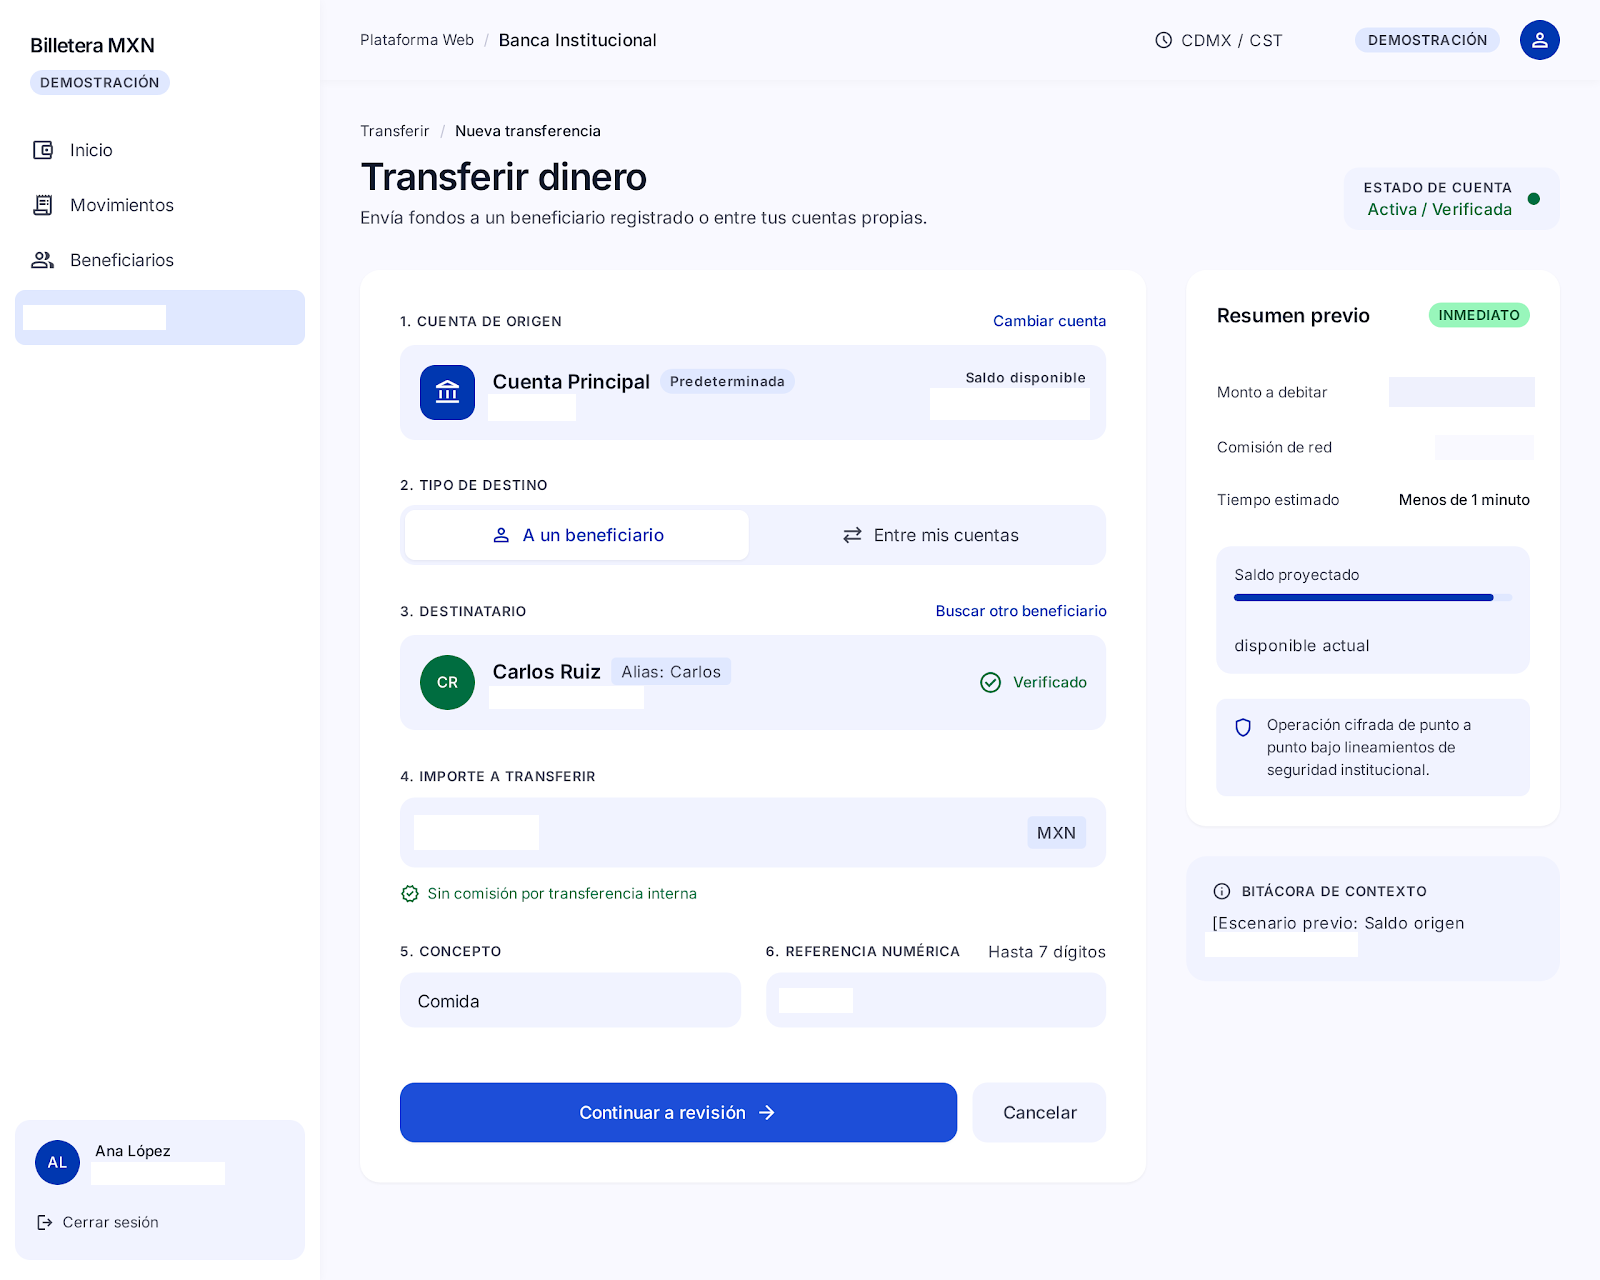 Billetera MXN
DEMOSTRACIÓN
Inicio
Movimientos
Beneficiarios
Ana López
AL
Cerrar sesión
Plataforma Web / Banca Institucional
CDMX / CST
DEMOSTRACIÓN
Transferir / Nueva transferencia
Transferir dinero
Envía fondos a un beneficiario registrado o entre tus cuentas propias.
ESTADO DE CUENTA
Activa / Verificada
1. CUENTA DE ORIGEN
Cambiar cuenta
Cuenta Principal
Predeterminada
Saldo disponible
2. TIPO DE DESTINO
A un beneficiario
Entre mis cuentas
3. DESTINATARIO
Buscar otro beneficiario
CR
Carlos Ruiz
Alias: Carlos
Verificado
4. IMPORTE A TRANSFERIR
MXN
Sin comisión por transferencia interna
5. CONCEPTO
Comida
6. REFERENCIA NUMÉRICA
Hasta 7 dígitos
Continuar a revisión
Cancelar
Resumen previo
INMEDIATO
Monto a debitar
Comisión de red
Tiempo estimado
Menos de 1 minuto
Saldo proyectado
disponible actual
Operación cifrada de punto a
punto bajo lineamientos de
seguridad institucional.
BITÁCORA DE CONTEXTO
[Escenario previo: Saldo origen